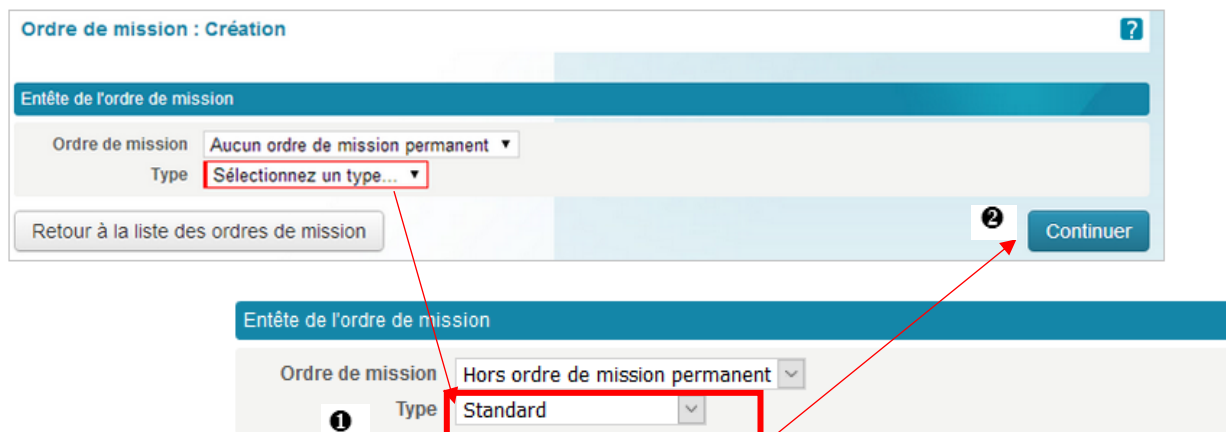 Ordre de mission : Création ?
Entête de l'ordre de mission
Ordre de mission Aucun ordre de mission permanent
Type Sélectionnez un type...
Retour à la liste des ordres de mission ❷ Continuer
Entête de l'ordre de mission
Ordre de mission Hors ordre de mission permanent
❶ Type Standard